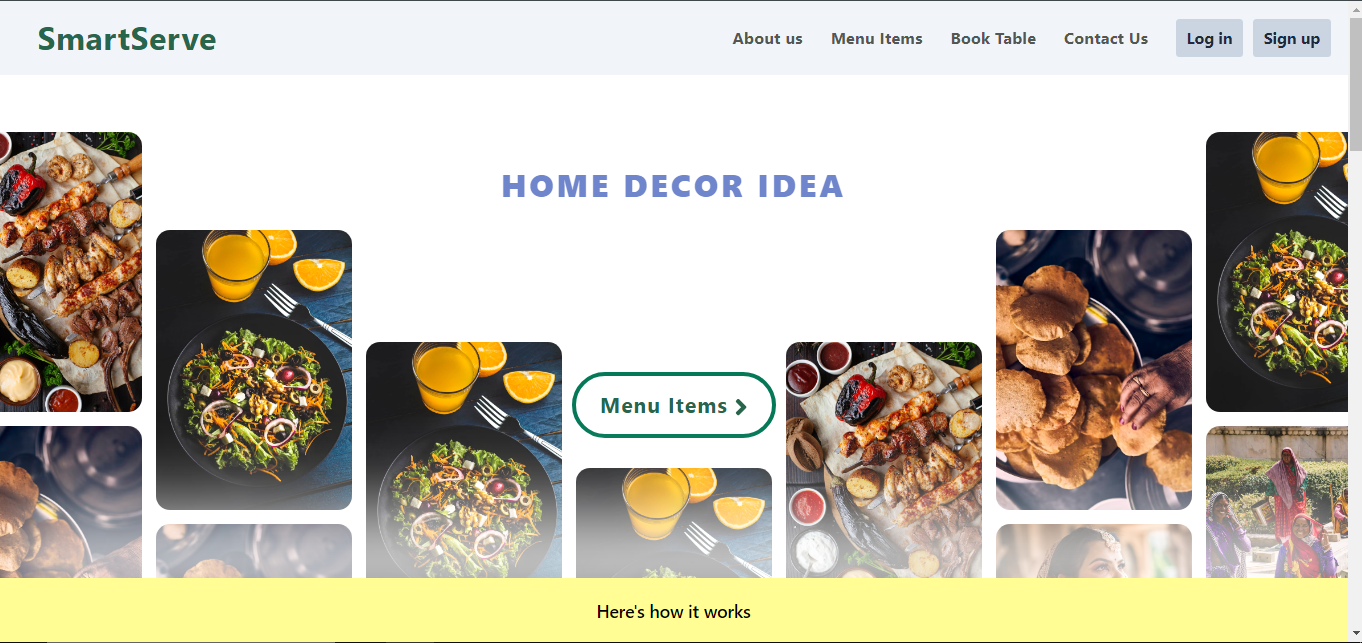 SmartServe
About us
Menu Items
Book Table
Contact Us
Log in
Sign up
HOME DECOR IDEA
Menu Items
Here's how it works